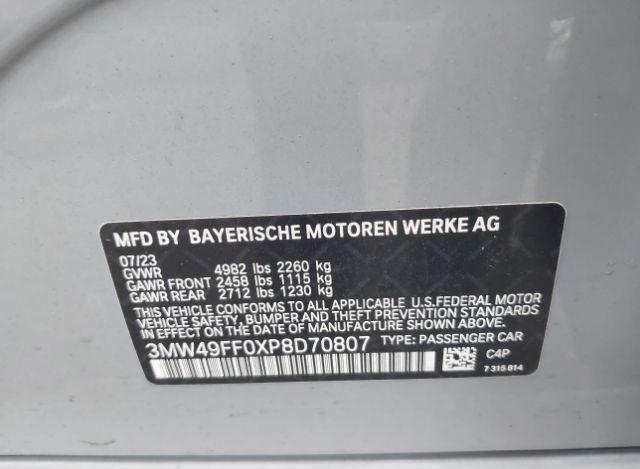 MFD BY BAYERISCHE MOTOREN WERKE AG
07/23
GVWR 4982 lbs 2260 kg
GAWR FRONT 2458 lbs 1115 kg
GAWR REAR 2712 lbs 1230 kg
THIS VEHICLE CONFORMS TO ALL APPLICABLE U.S.FEDERAL MOTOR
VEHICLE SAFETY, BUMPER AND THEFT PREVENTION STANDARDS
IN EFFECT ON THE DATE OF MANUFACTURE SHOWN ABOVE.
3MW49FF0XP8D70807 TYPE: PASSENGER CAR
C4P
7 315 814